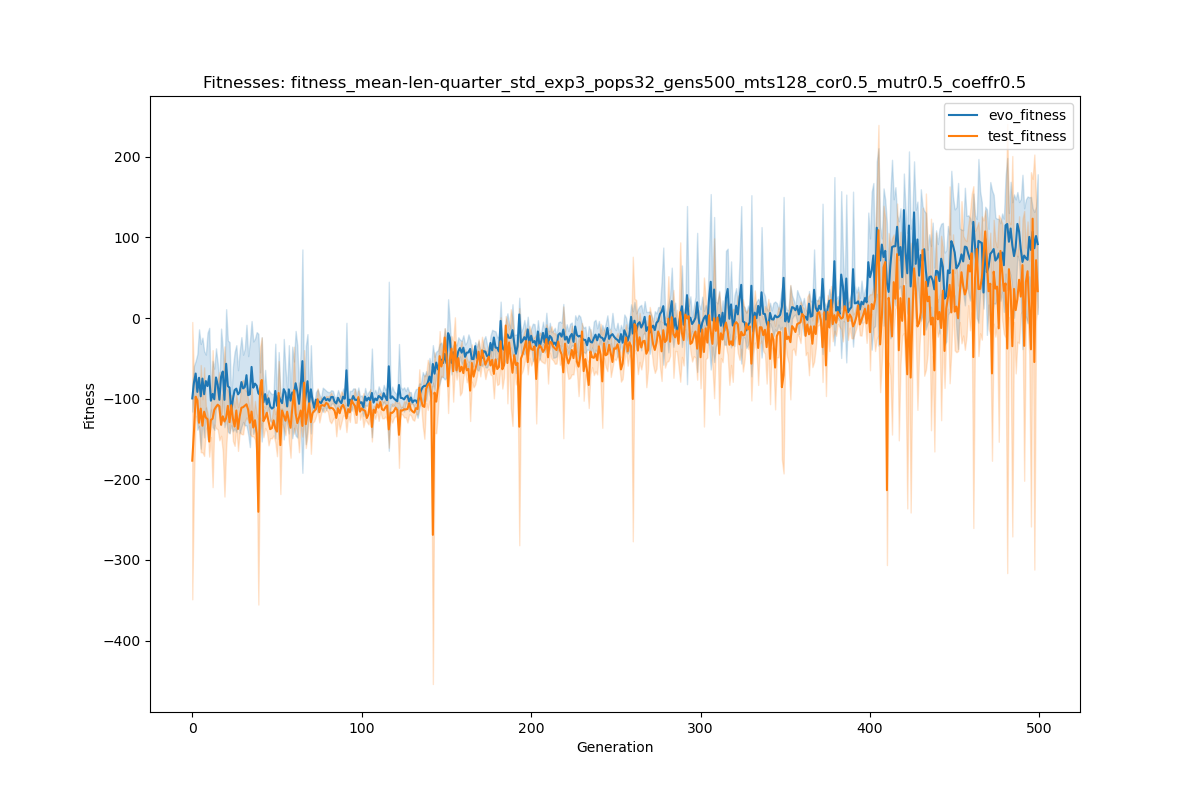 Fitnesses: fitness_mean-len-quarter_std_exp3_pops32_gens500_mts128_cor0.5_mutr0.5_coeffr0.5
evo_fitness
test_fitness
200
100
0
−100
−200
−300
−400
Fitness
0 100 200 300 400 500
Generation